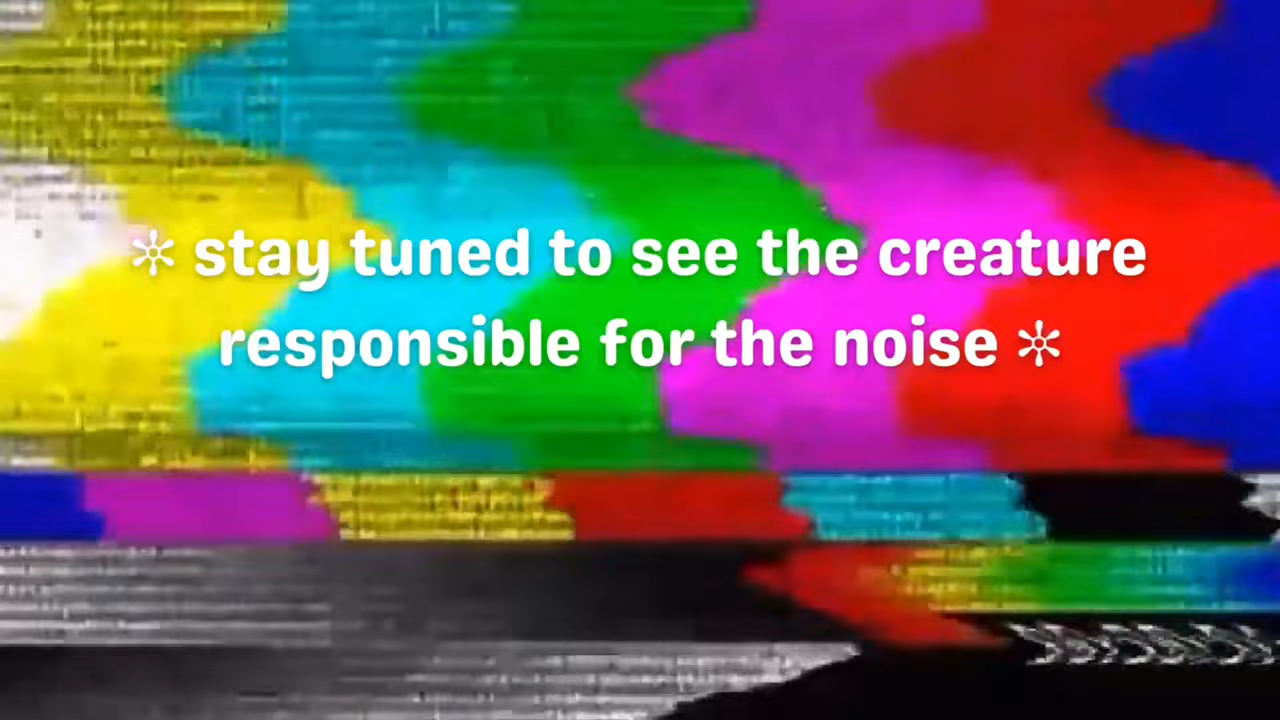 ✼ stay tuned to see the creature
responsible for the noise ✼